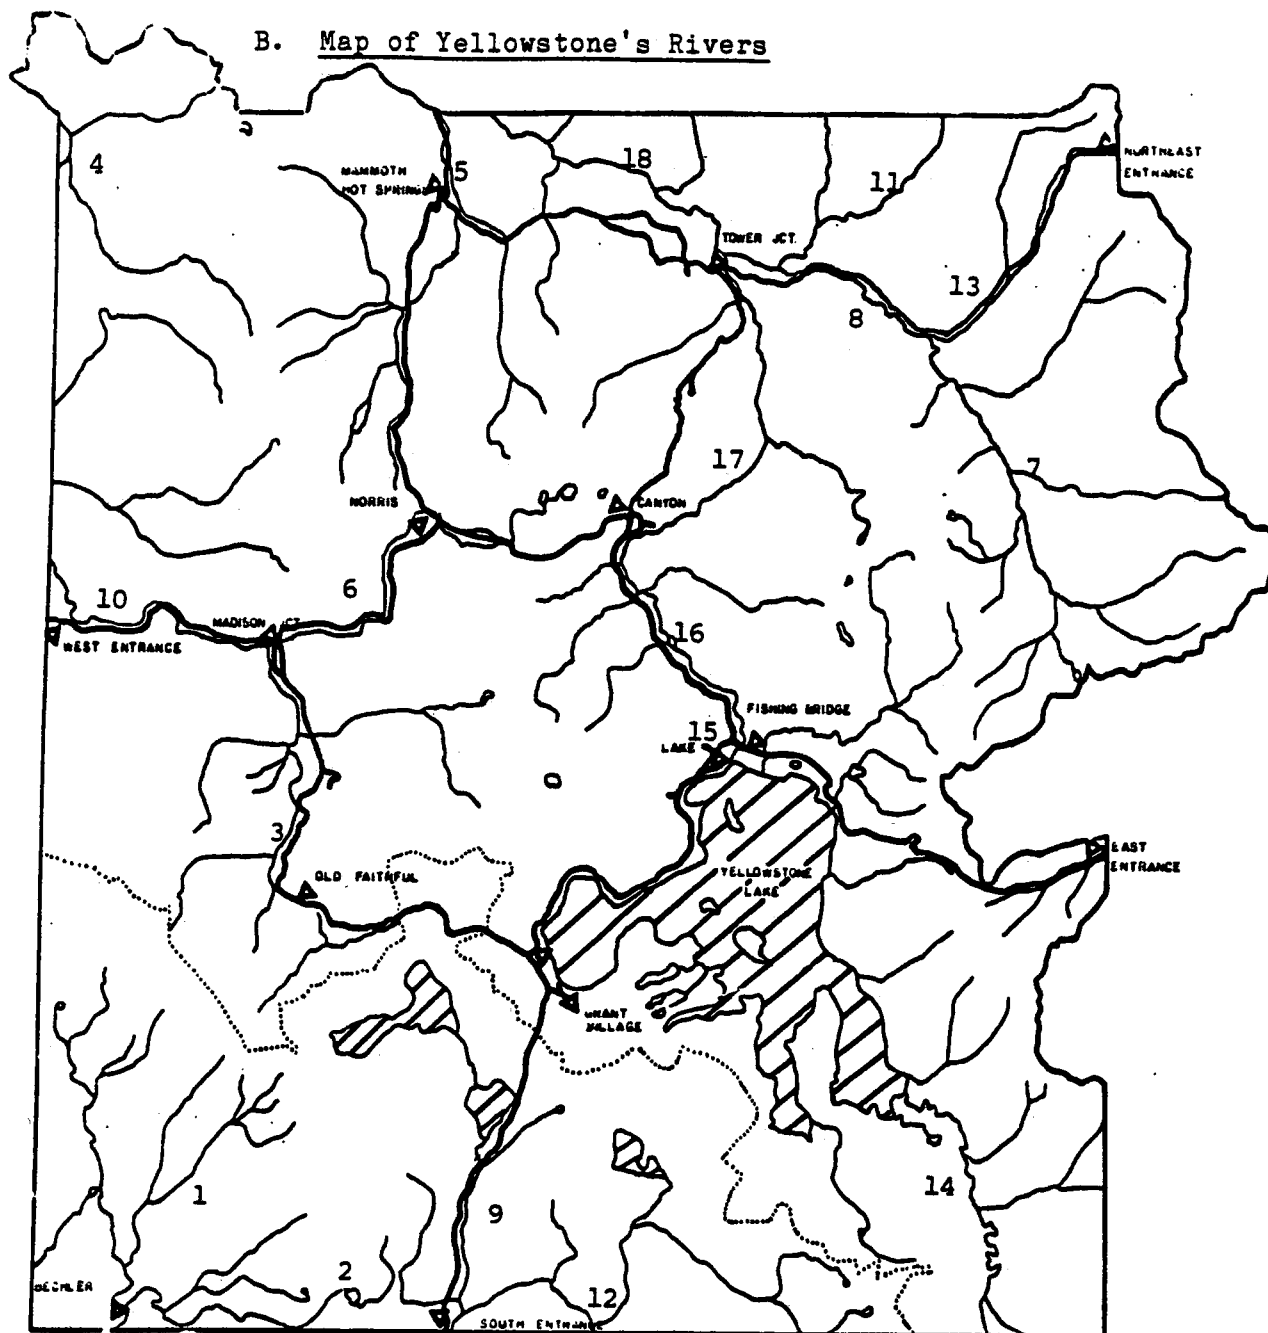 B. Map of Yellowstone's Rivers
4
5
18
11
MAMMOTH
HOT SPRINGS
NORTHEAST
ENTRANCE
TOWER JCT.
13
8
17
7
NORRIS
CANTON
10
6
MADISON JCT.
WEST ENTRANCE
16
FISHING BRIDGE
15
LAKE
3
OLD FAITHFUL
YELLOWSTONE
LAKE
EAST
ENTRANCE
GRANT
VILLAGE
1
14
9
2
BECHLER
12
SOUTH ENTRANCE